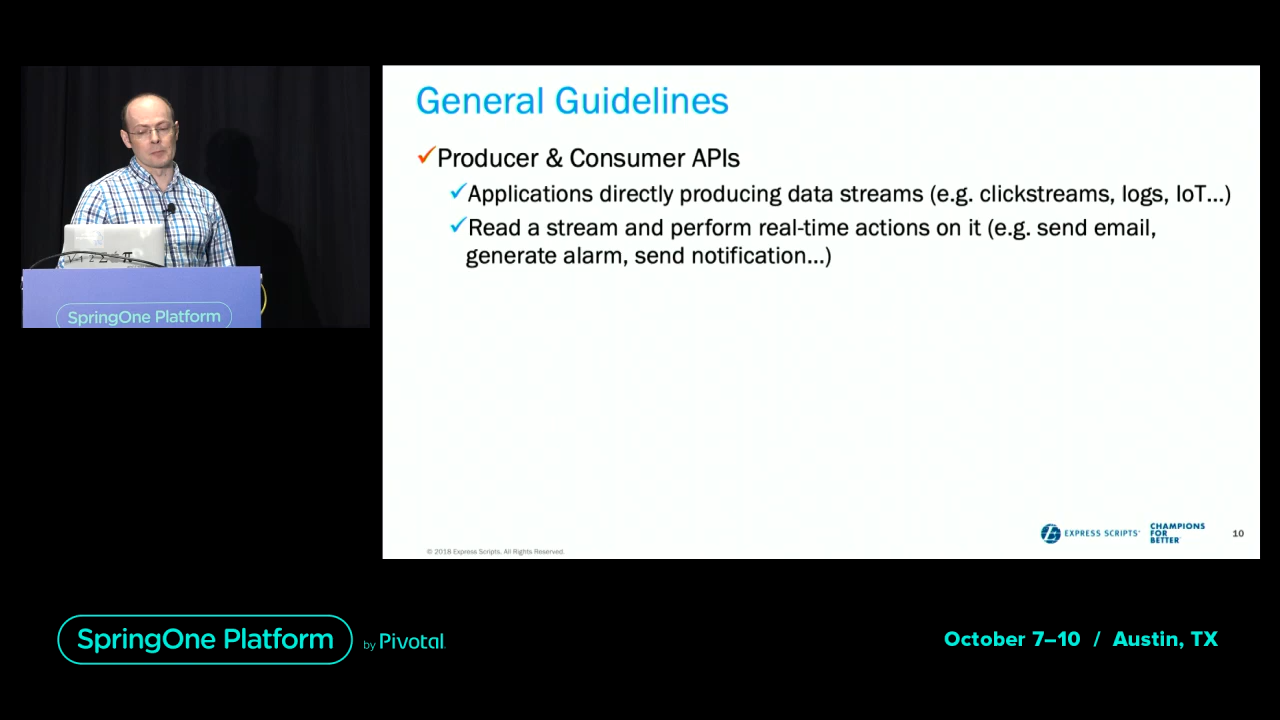 General Guidelines
Producer & Consumer APIs
Applications directly producing data streams (e.g. clickstreams, logs, IoT...)
Read a stream and perform real-time actions on it (e.g. send email,
generate alarm, send notification...)
© 2018 Express Scripts. All Rights Reserved.
EXPRESS SCRIPTS®
CHAMPIONS
FOR
BETTER
10
SpringOne Platform
SpringOne Platform by Pivotal
October 7–10 / Austin, TX